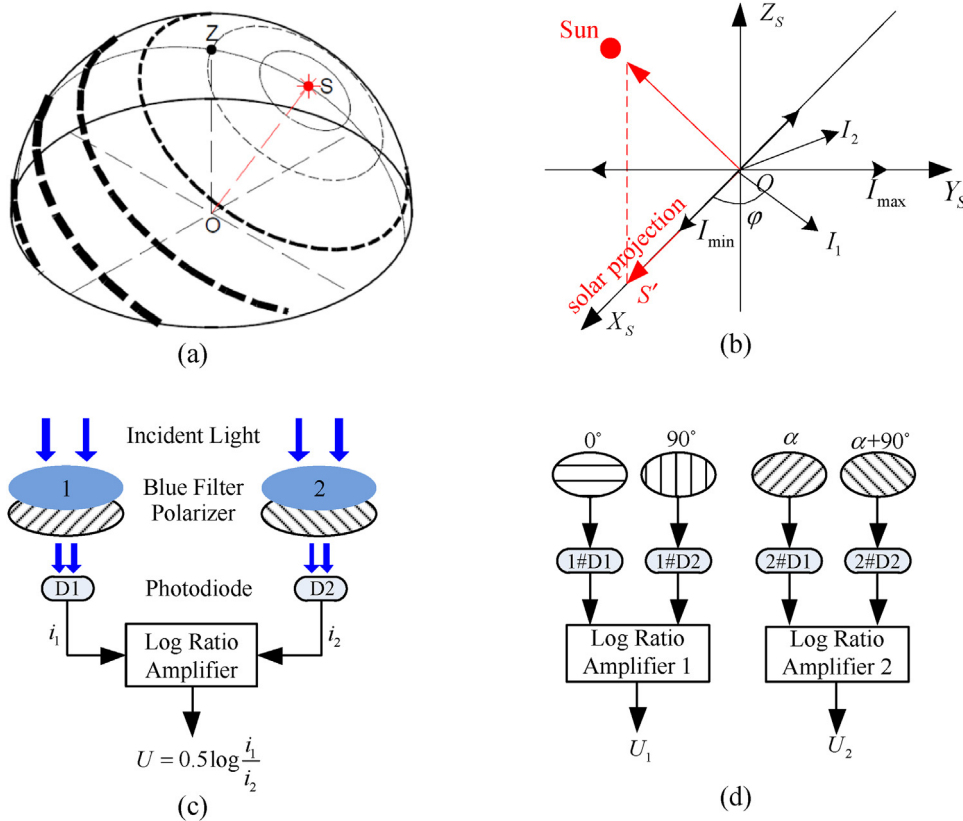 Z
S
O
(a)
Z_S
Sun
I_2
O
I_max
Y_S
I_min
φ
I_1
solar projection
S'
X_S
(b)
Incident Light
1
2
Blue Filter
Polarizer
D1
Photodiode
D2
i_1
i_2
Log Ratio
Amplifier
U = 0.5log i_1/i_2
(c)
0° 90° α α+90°
1#D1 1#D2 2#D1 2#D2
Log Ratio
Amplifier 1
Log Ratio
Amplifier 2
U_1
U_2
(d)